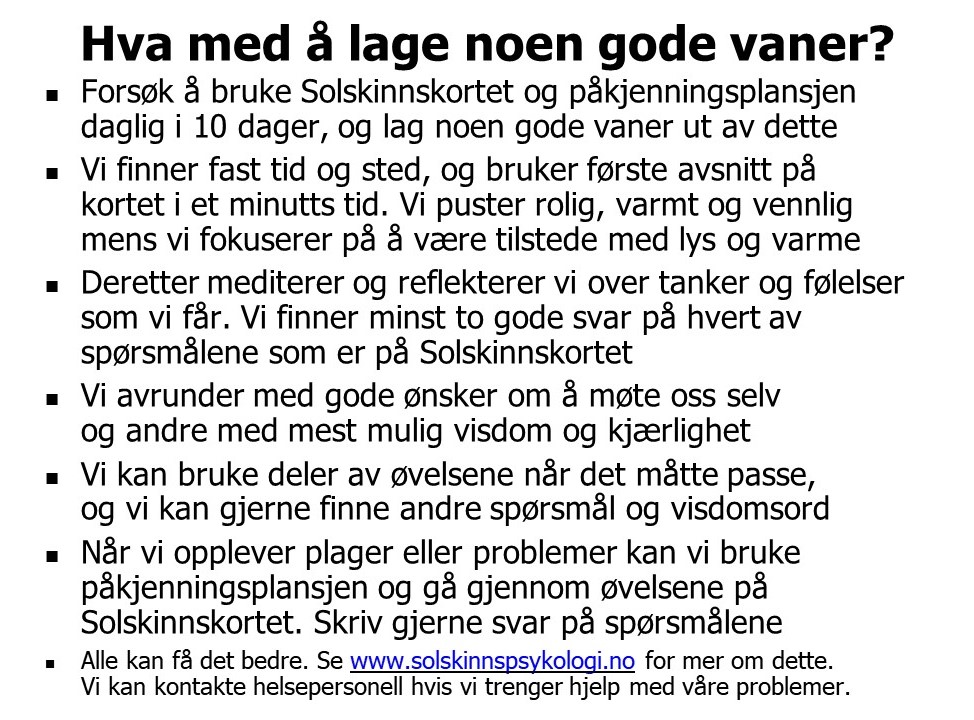 Hva med å lage noen gode vaner?
Forsøk å bruke Solskinnskortet og påkjenningsplansjen
daglig i 10 dager, og lag noen gode vaner ut av dette
Vi finner fast tid og sted, og bruker første avsnitt på
kortet i et minutts tid. Vi puster rolig, varmt og vennlig
mens vi fokuserer på å være tilstede med lys og varme
Deretter mediterer og reflekterer vi over tanker og følelser
som vi får. Vi finner minst to gode svar på hvert av
spørsmålene som er på Solskinnskortet
Vi avrunder med gode ønsker om å møte oss selv
og andre med mest mulig visdom og kjærlighet
Vi kan bruke deler av øvelsene når det måtte passe,
og vi kan gjerne finne andre spørsmål og visdomsord
Når vi opplever plager eller problemer kan vi bruke
påkjenningsplansjen og gå gjennom øvelsene på
Solskinnskortet. Skriv gjerne svar på spørsmålene
Alle kan få det bedre. Se www.solskinnspsykologi.no for mer om dette.
Vi kan kontakte helsepersonell hvis vi trenger hjelp med våre problemer.